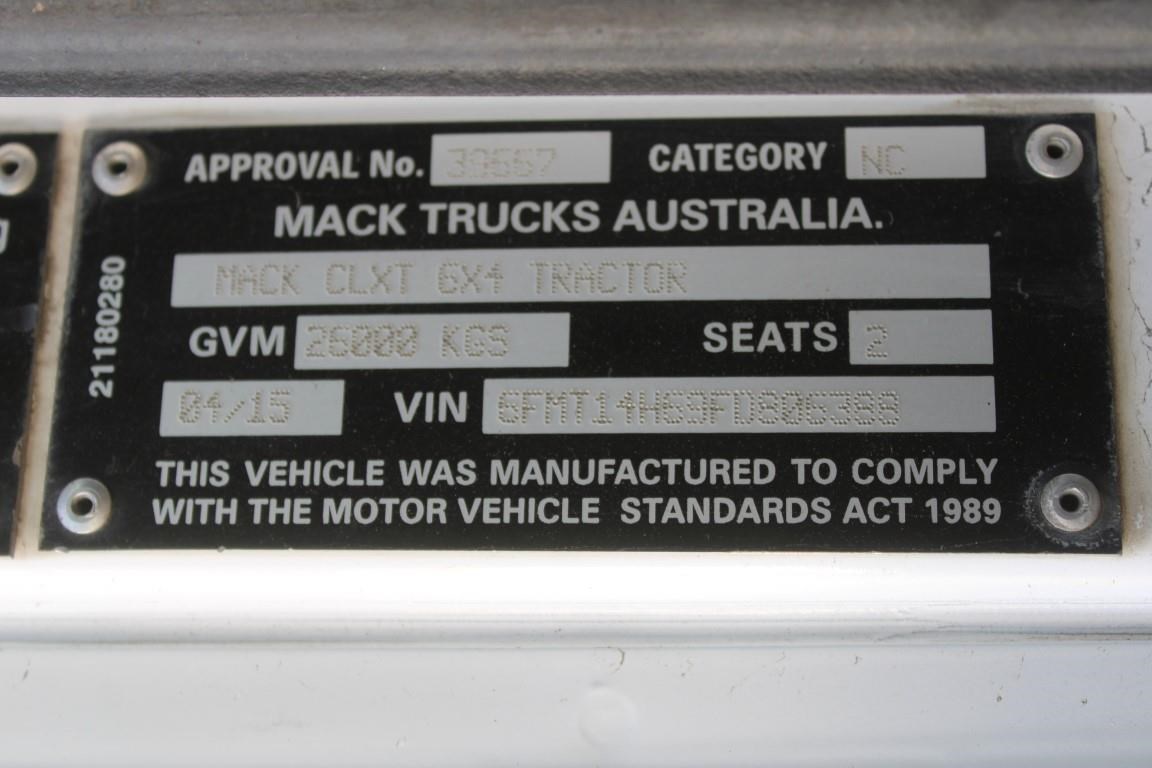 APPROVAL No. 39557 CATEGORY NC
MACK TRUCKS AUSTRALIA.
MACK CLXT 6X4 TRACTOR
GVM 26000 KGS SEATS 2
04/15 VIN 6FMT14H69FD806388
THIS VEHICLE WAS MANUFACTURED TO COMPLY
WITH THE MOTOR VEHICLE STANDARDS ACT 1989
21180280